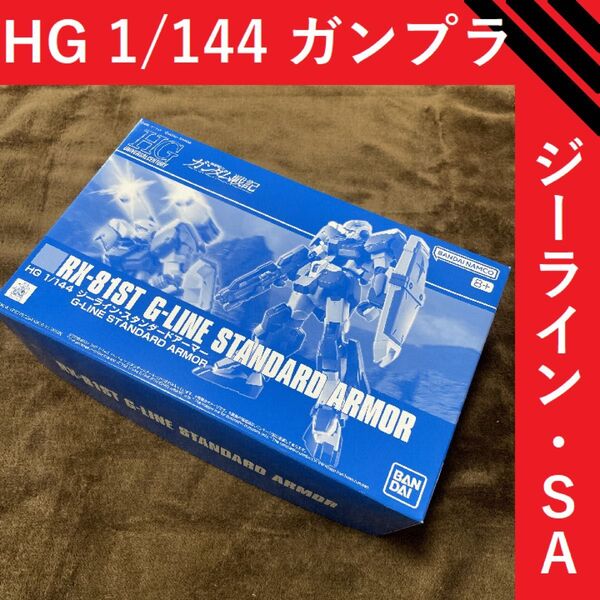 HG 1/144 ガンプラ
ジーライン・SA
HG
UNIVERSAL CENTURY
ガンダム戦記
BANDAI NAMCO
8+
RX-81ST G-LINE STANDARD ARMOR
HG 1/144 ジーライン・スタンダードアーマー
G-LINE STANDARD ARMOR
BAN
DAI
RX-81ST G-LINE STANDARD ARMOR